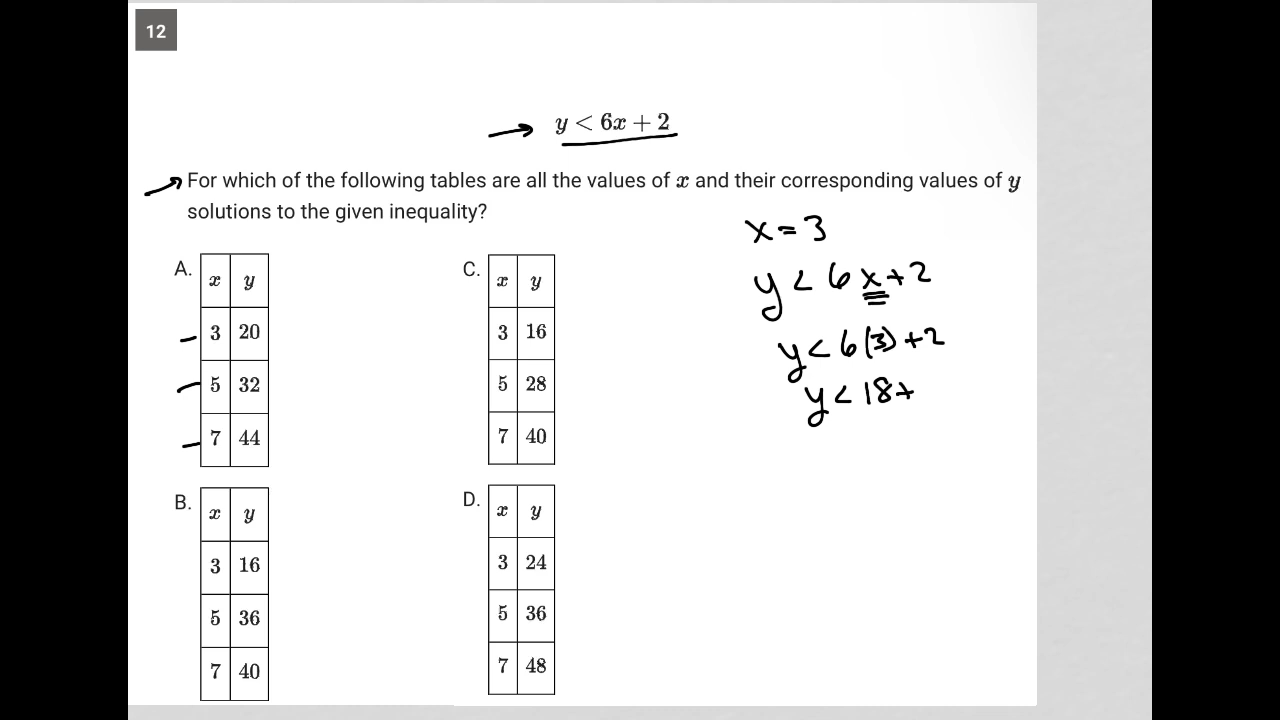 12
y < 6x + 2
For which of the following tables are all the values of x and their corresponding values of y
solutions to the given inequality?
A.
x y
3 20
5 32
7 44
B.
x y
3 16
5 36
7 40
C.
x y
3 16
5 28
7 40
D.
x y
3 24
5 36
7 48
x = 3
y < 6x + 2
y < 6(3) + 2
y < 18+